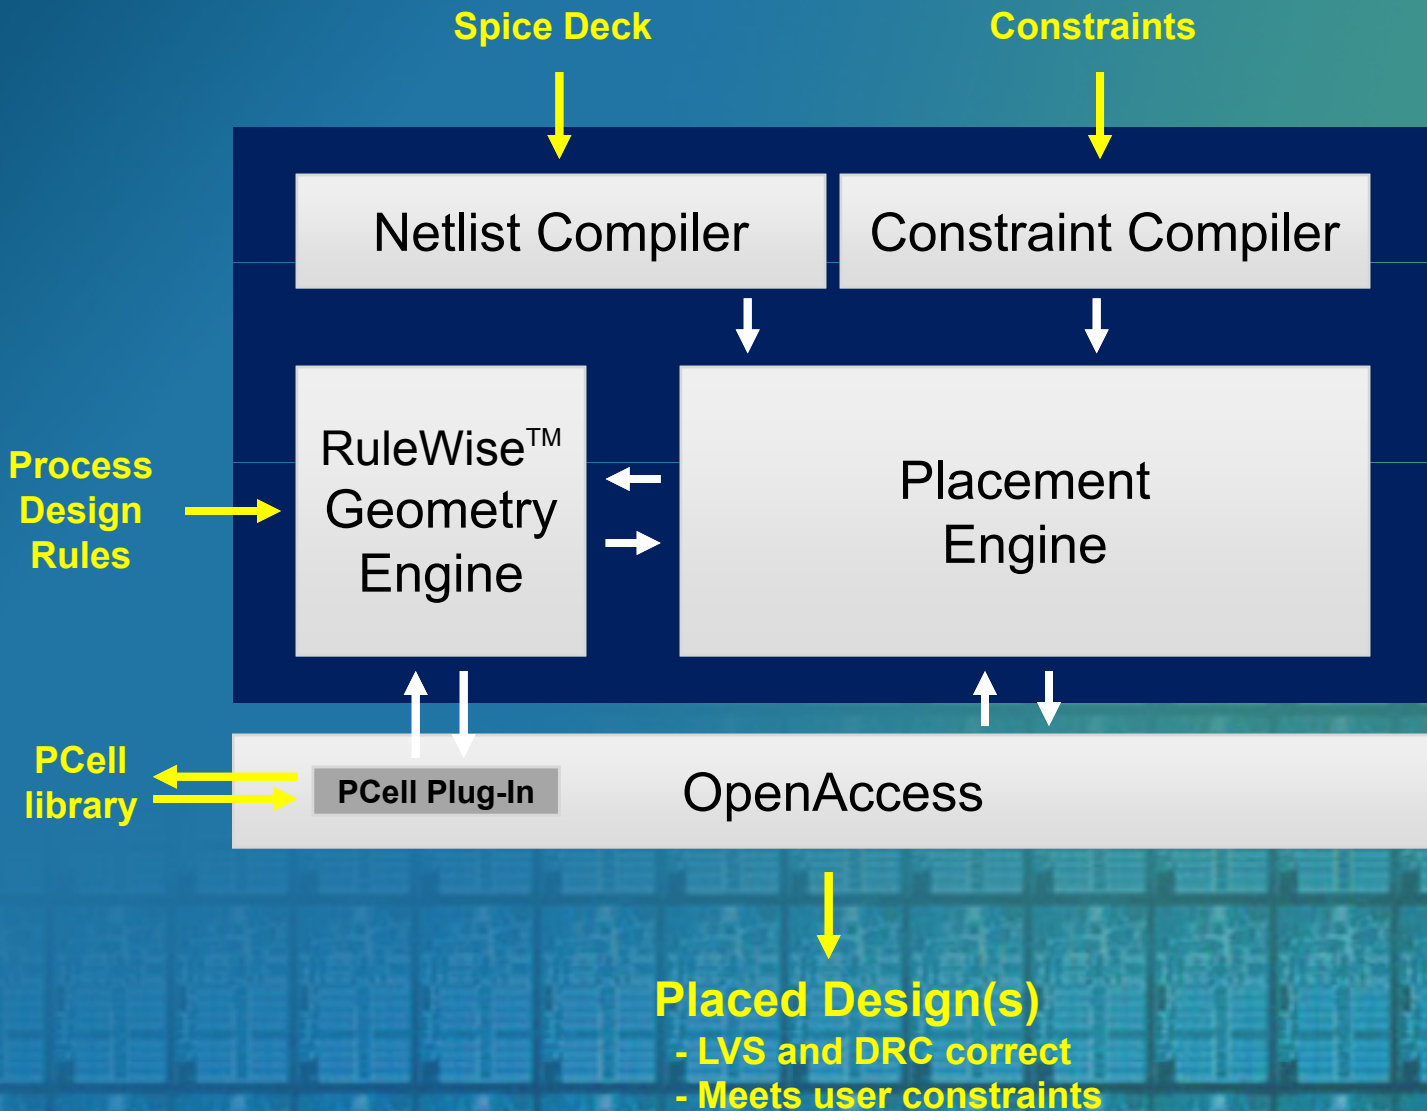 Spice Deck
Constraints
Netlist Compiler
Constraint Compiler
Process
Design
Rules
RuleWise™
Geometry
Engine
Placement
Engine
PCell
library
PCell Plug-In
OpenAccess
Placed Design(s)
- LVS and DRC correct
- Meets user constraints